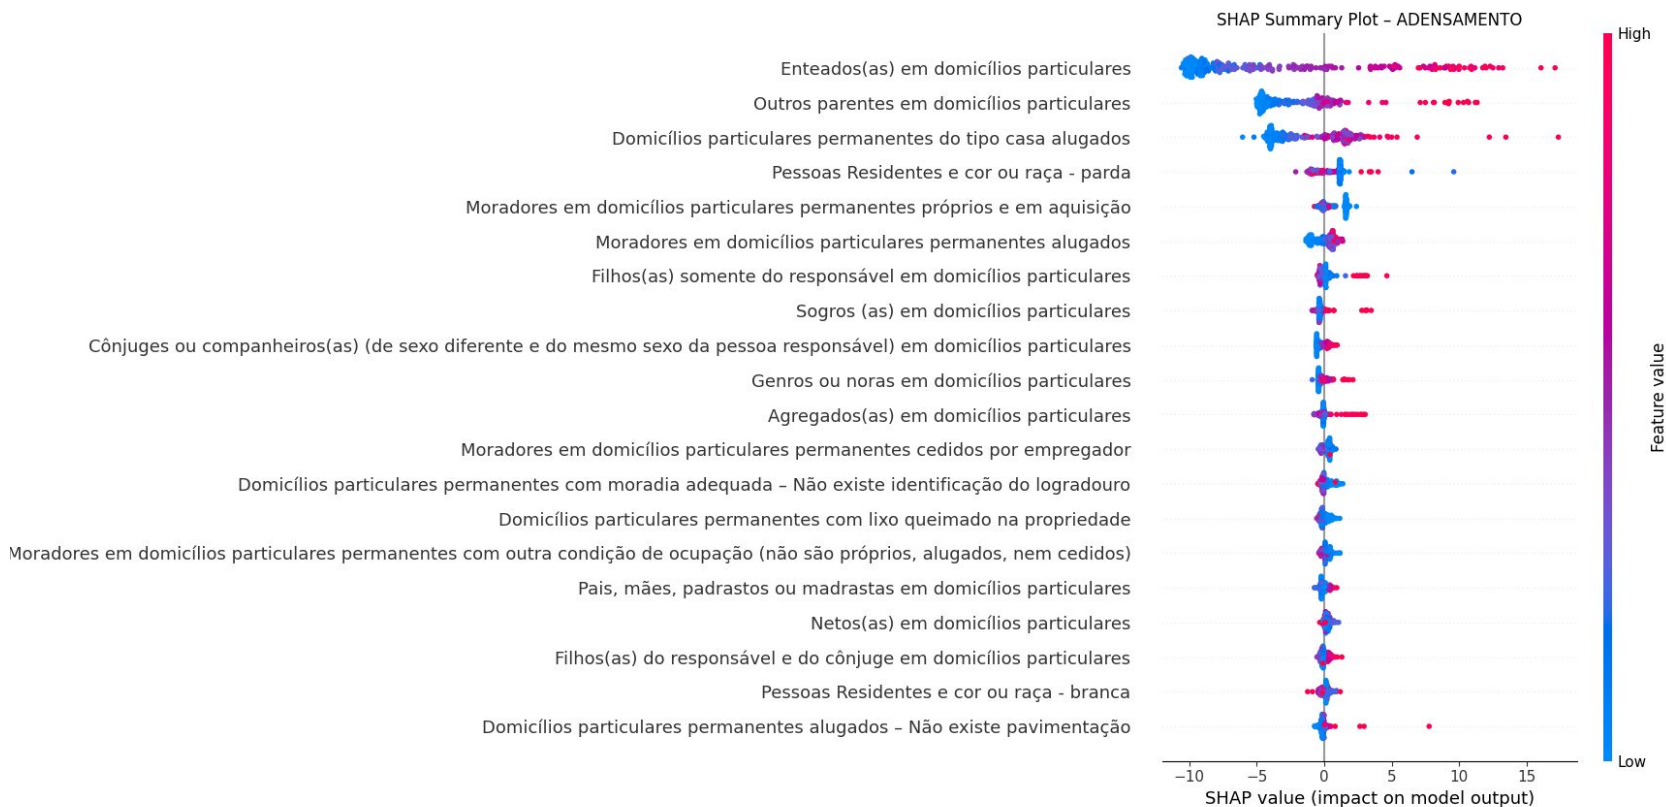 SHAP Summary Plot – ADENSAMENTO
High
Enteados(as) em domicílios particulares
Outros parentes em domicílios particulares
Domicílios particulares permanentes do tipo casa alugados
Pessoas Residentes e cor ou raça - parda
Moradores em domicílios particulares permanentes próprios e em aquisição
Moradores em domicílios particulares permanentes alugados
Filhos(as) somente do responsável em domicílios particulares
Sogros (as) em domicílios particulares
Cônjuges ou companheiros(as) (de sexo diferente e do mesmo sexo da pessoa responsável) em domicílios particulares
Genros ou noras em domicílios particulares
Agregados(as) em domicílios particulares
Moradores em domicílios particulares permanentes cedidos por empregador
Domicílios particulares permanentes com moradia adequada – Não existe identificação do logradouro
Domicílios particulares permanentes com lixo queimado na propriedade
Moradores em domicílios particulares permanentes com outra condição de ocupação (não são próprios, alugados, nem cedidos)
Pais, mães, padrastos ou madrastas em domicílios particulares
Netos(as) em domicílios particulares
Filhos(as) do responsável e do cônjuge em domicílios particulares
Pessoas Residentes e cor ou raça - branca
Domicílios particulares permanentes alugados – Não existe pavimentação
Feature value
Low
−10 −5 0 5 10 15
SHAP value (impact on model output)